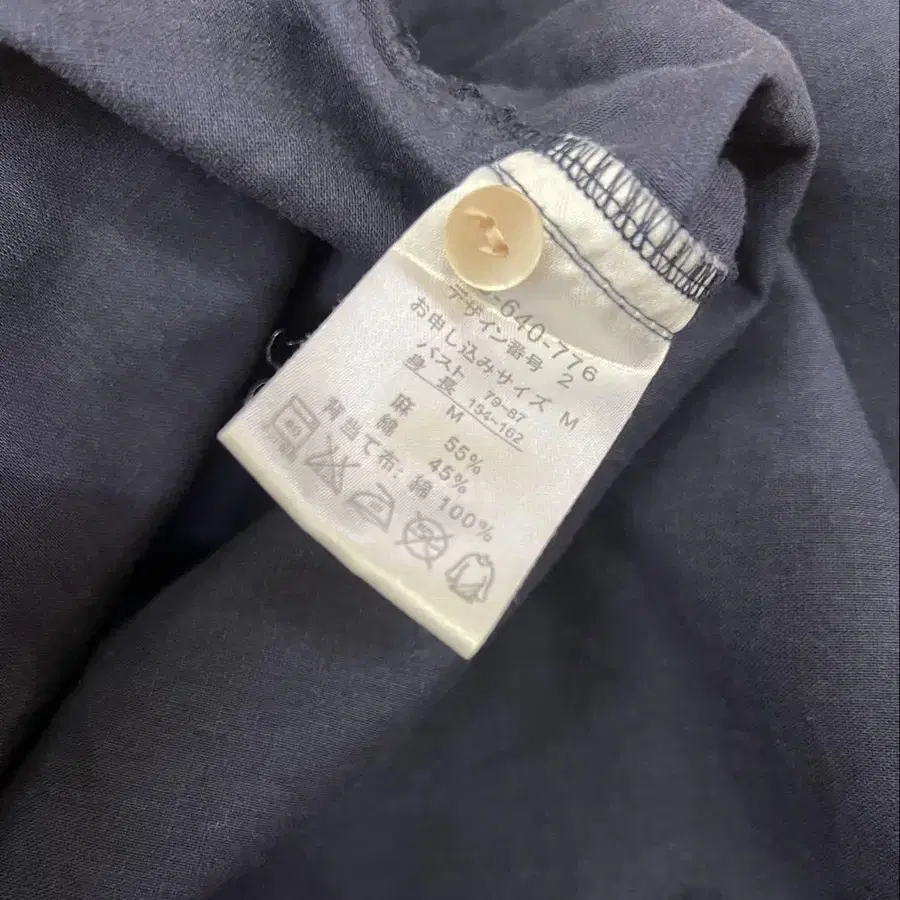 -640-776
デザイン番号 2
お申し込みサイズ M
バスト 79~87
身長 154~162
M
麻 55%
綿 45%
背当て布:綿 100%